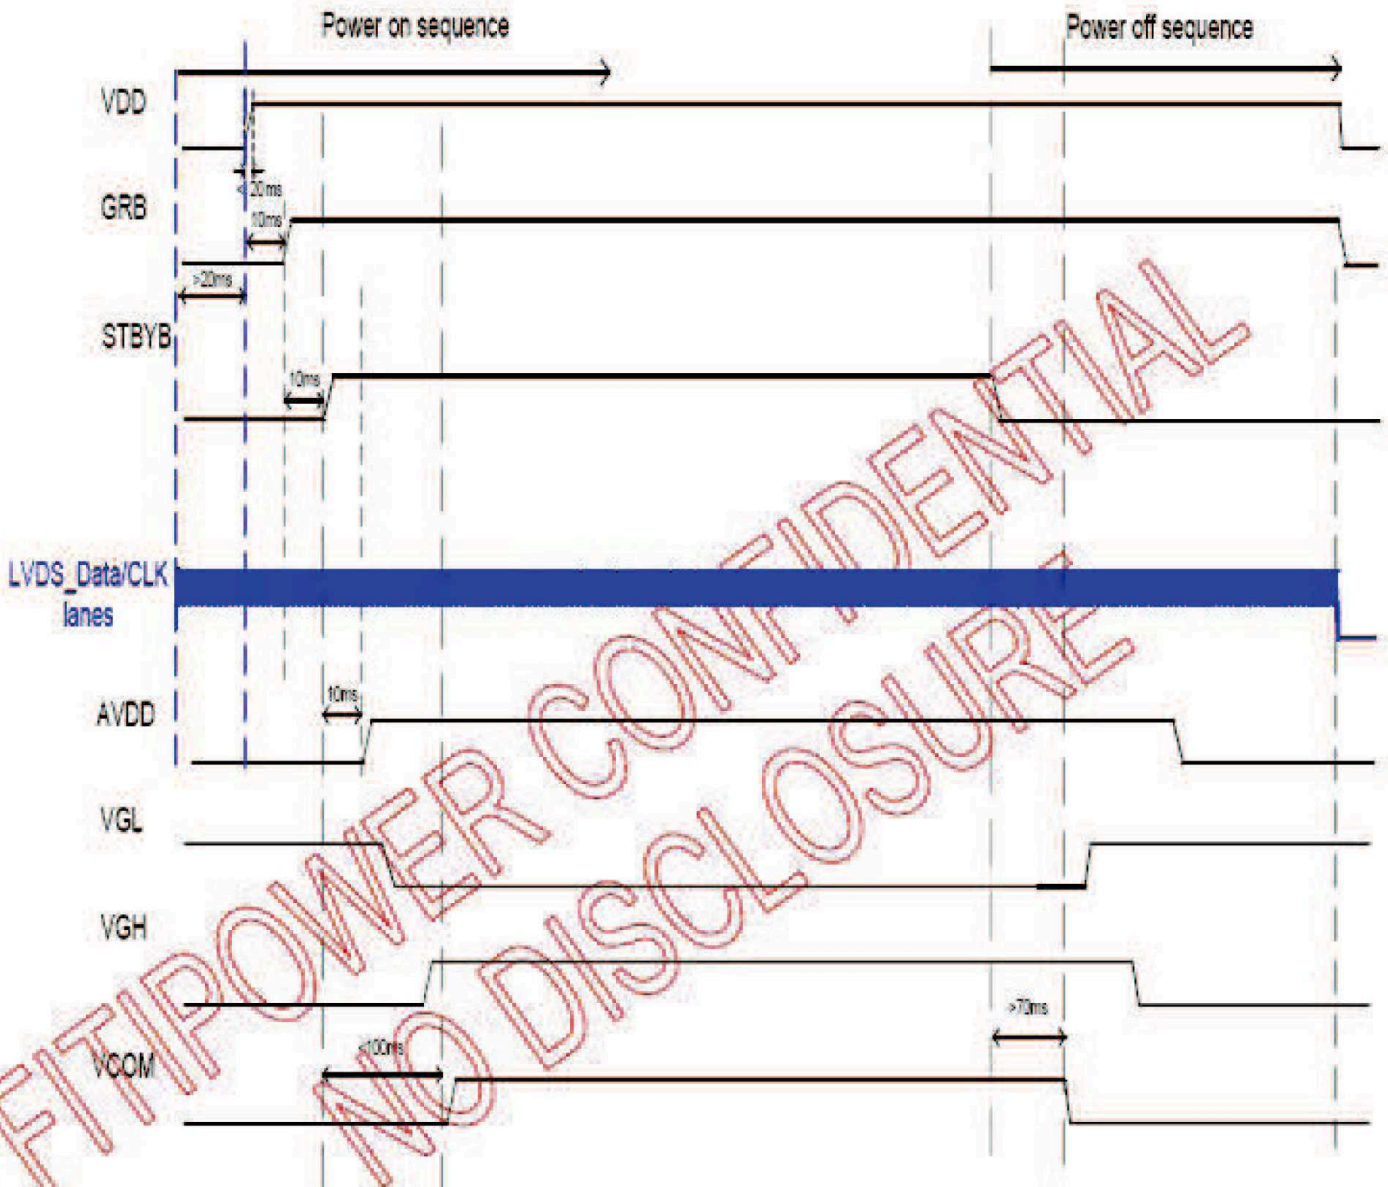 Power on sequence
Power off sequence
VDD
< 20ms
GRB
10ms
>20ms
STBYB
10ms
LVDS_Data/CLK
lanes
10ms
AVDD
VGL
VGH
>70ms
<100ms
VCOM
FITIPOWER CONFIDENTIAL
NO DISCLOSURE